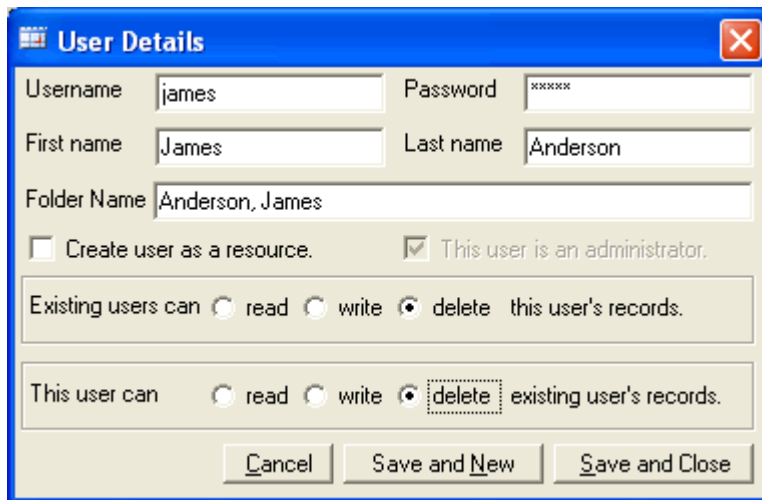 User Details
Username james Password *****
First name James Last name Anderson
Folder Name Anderson, James
Create user as a resource. This user is an administrator.
Existing users can read write delete this user's records.
This user can read write delete existing user's records.
Cancel Save and New Save and Close